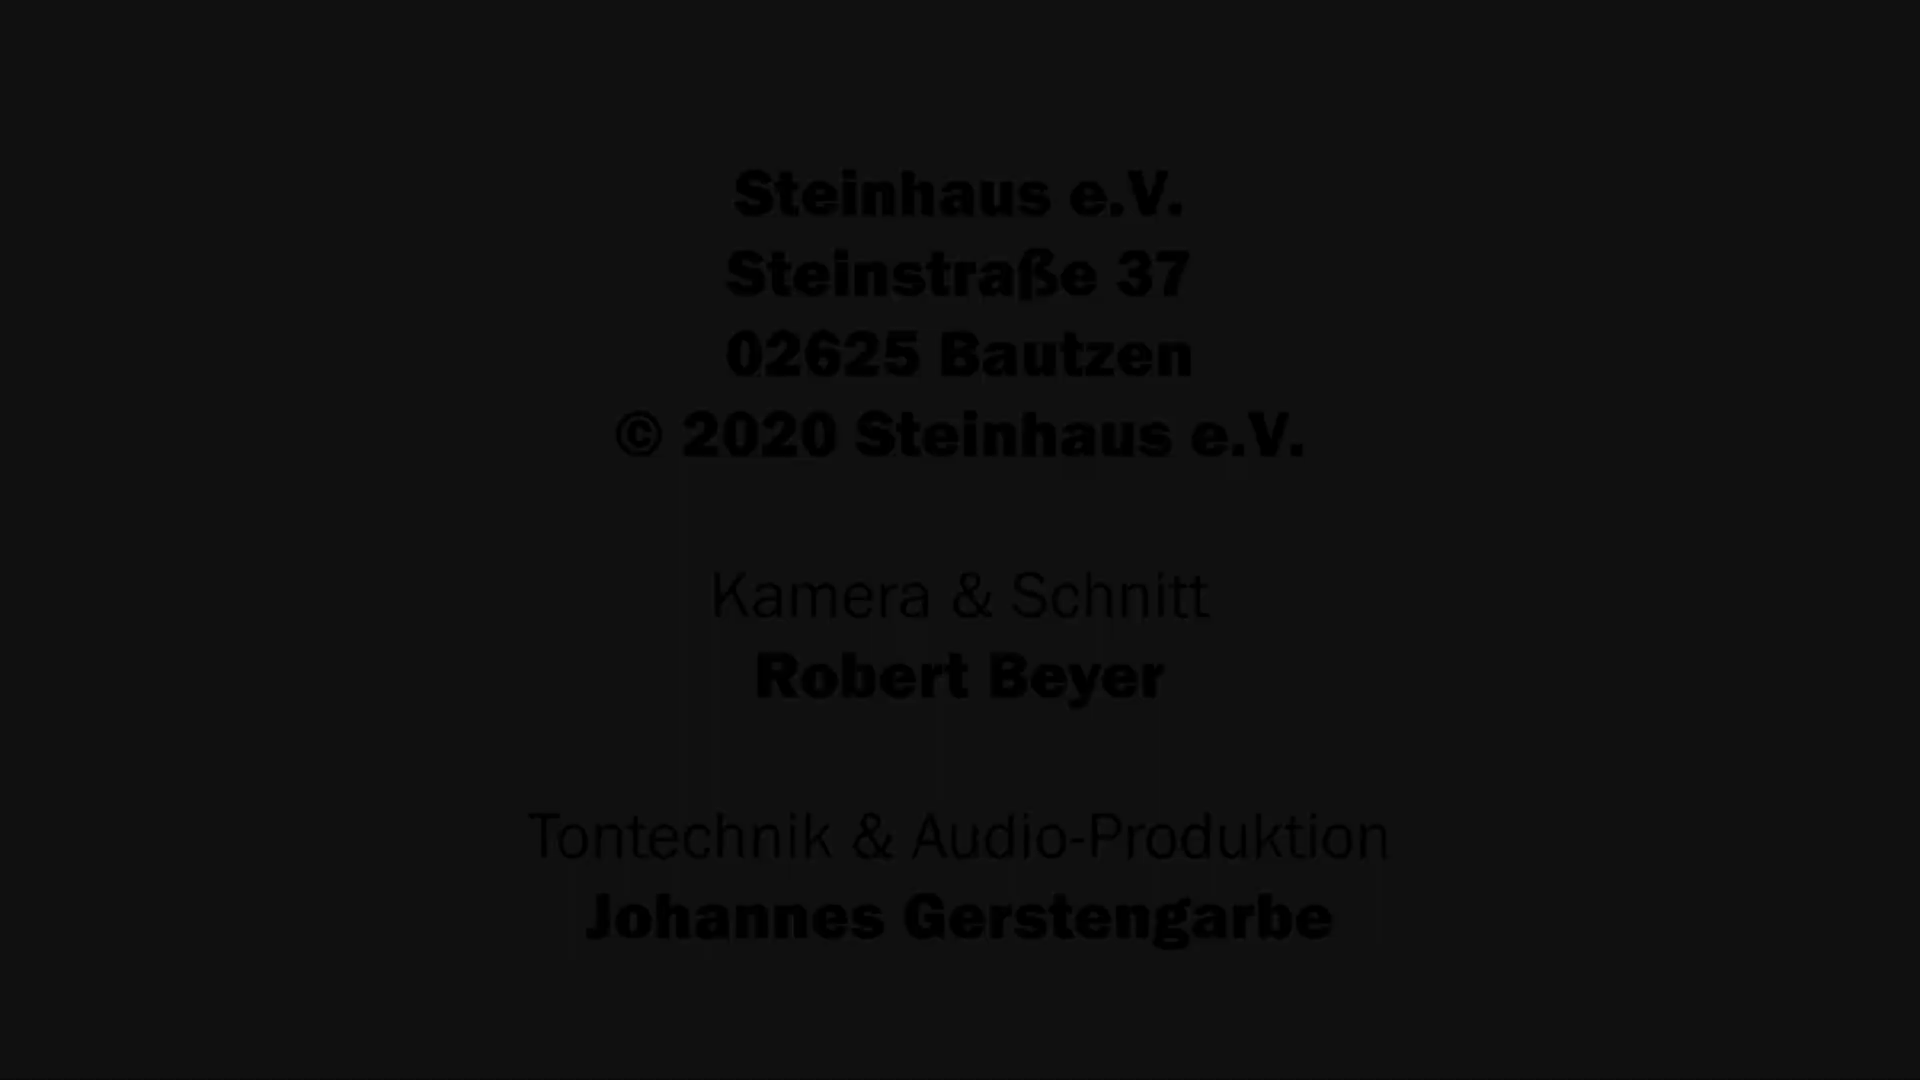 Steinhaus e.V.
Steinstraße 37
02625 Bautzen
© 2020 Steinhaus e.V.
Kamera & Schnitt
Robert Beyer
Tontechnik & Audio-Produktion
Johannes Gerstengarbe